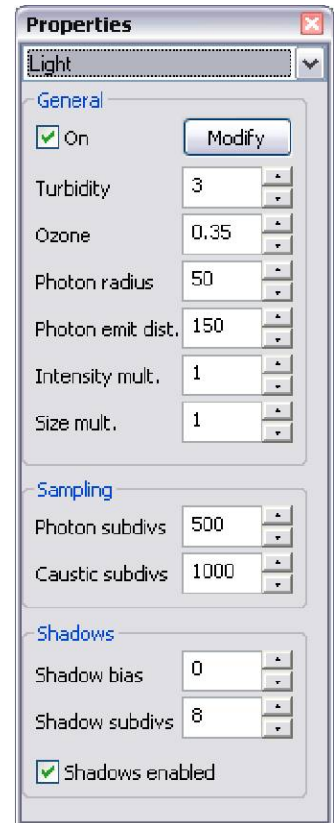 Properties
Light
General
On Modify
Turbidity 3
Ozone 0.35
Photon radius 50
Photon emit dist. 150
Intensity mult. 1
Size mult. 1
Sampling
Photon subdivs 500
Caustic subdivs 1000
Shadows
Shadow bias 0
Shadow subdivs 8
Shadows enabled